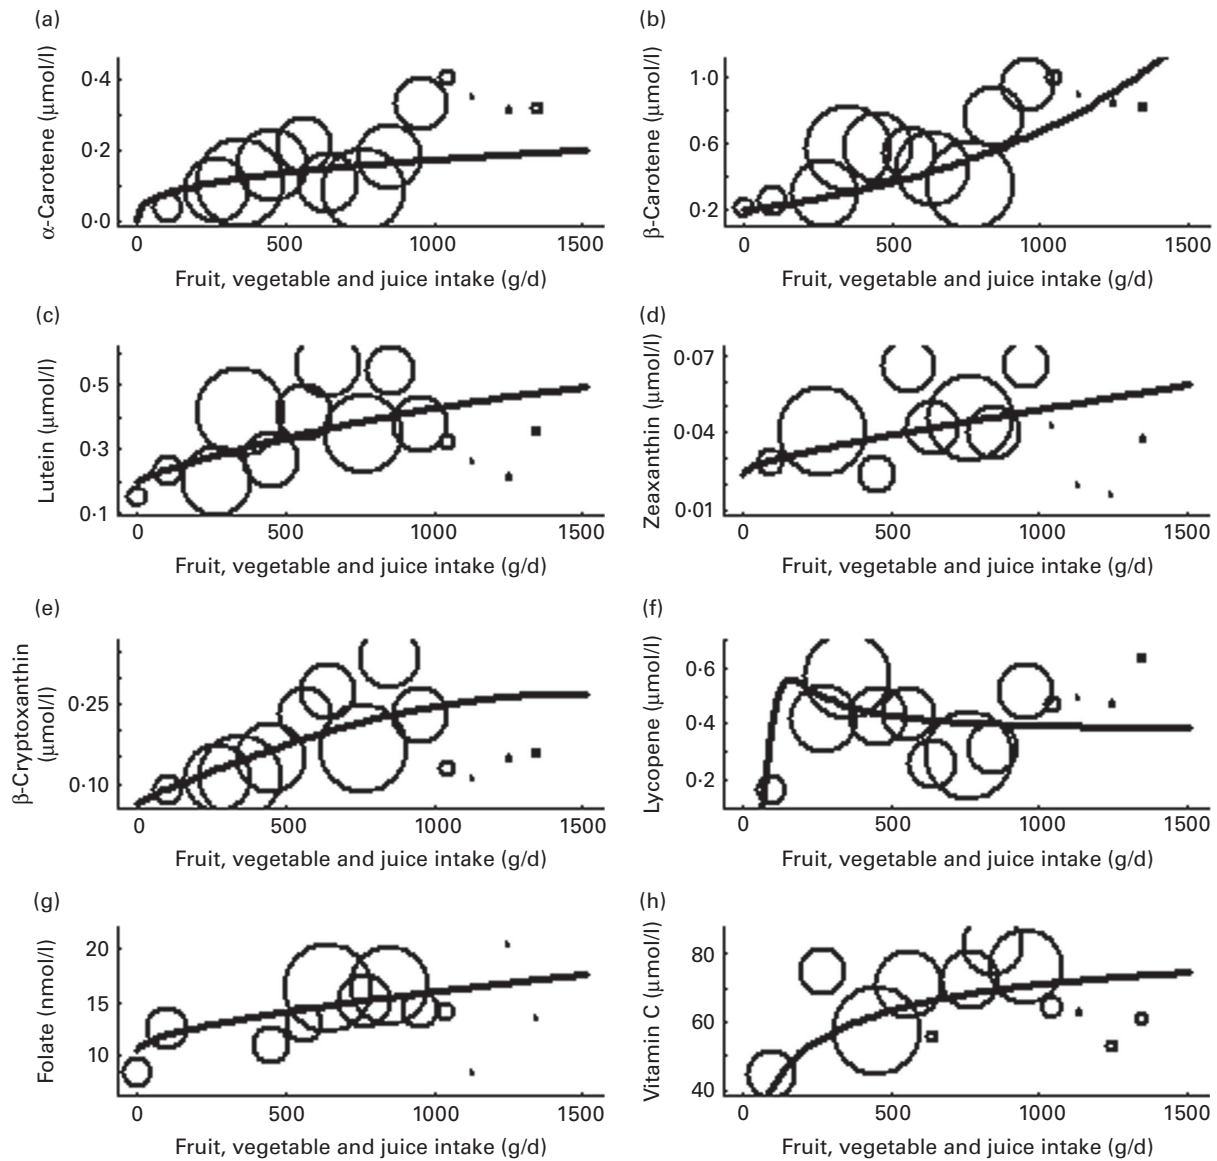 (a)
α-Carotene (μmol/l)
0·4
0·2
0·0
0 500 1000 1500
Fruit, vegetable and juice intake (g/d)
(b)
β-Carotene (μmol/l)
1·0
0·6
0·2
0 500 1000 1500
Fruit, vegetable and juice intake (g/d)
(c)
Lutein (μmol/l)
0·5
0·3
0·1
0 500 1000 1500
Fruit, vegetable and juice intake (g/d)
(d)
Zeaxanthin (μmol/l)
0·07
0·04
0·01
0 500 1000 1500
Fruit, vegetable and juice intake (g/d)
(e)
β-Cryptoxanthin
(μmol/l)
0·25
0·10
0 500 1000 1500
Fruit, vegetable and juice intake (g/d)
(f)
Lycopene (μmol/l)
0·6
0·4
0·2
0 500 1000 1500
Fruit, vegetable and juice intake (g/d)
(g)
Folate (nmol/l)
20
15
10
0 500 1000 1500
Fruit, vegetable and juice intake (g/d)
(h)
Vitamin C (μmol/l)
80
60
40
0 500 1000 1500
Fruit, vegetable and juice intake (g/d)